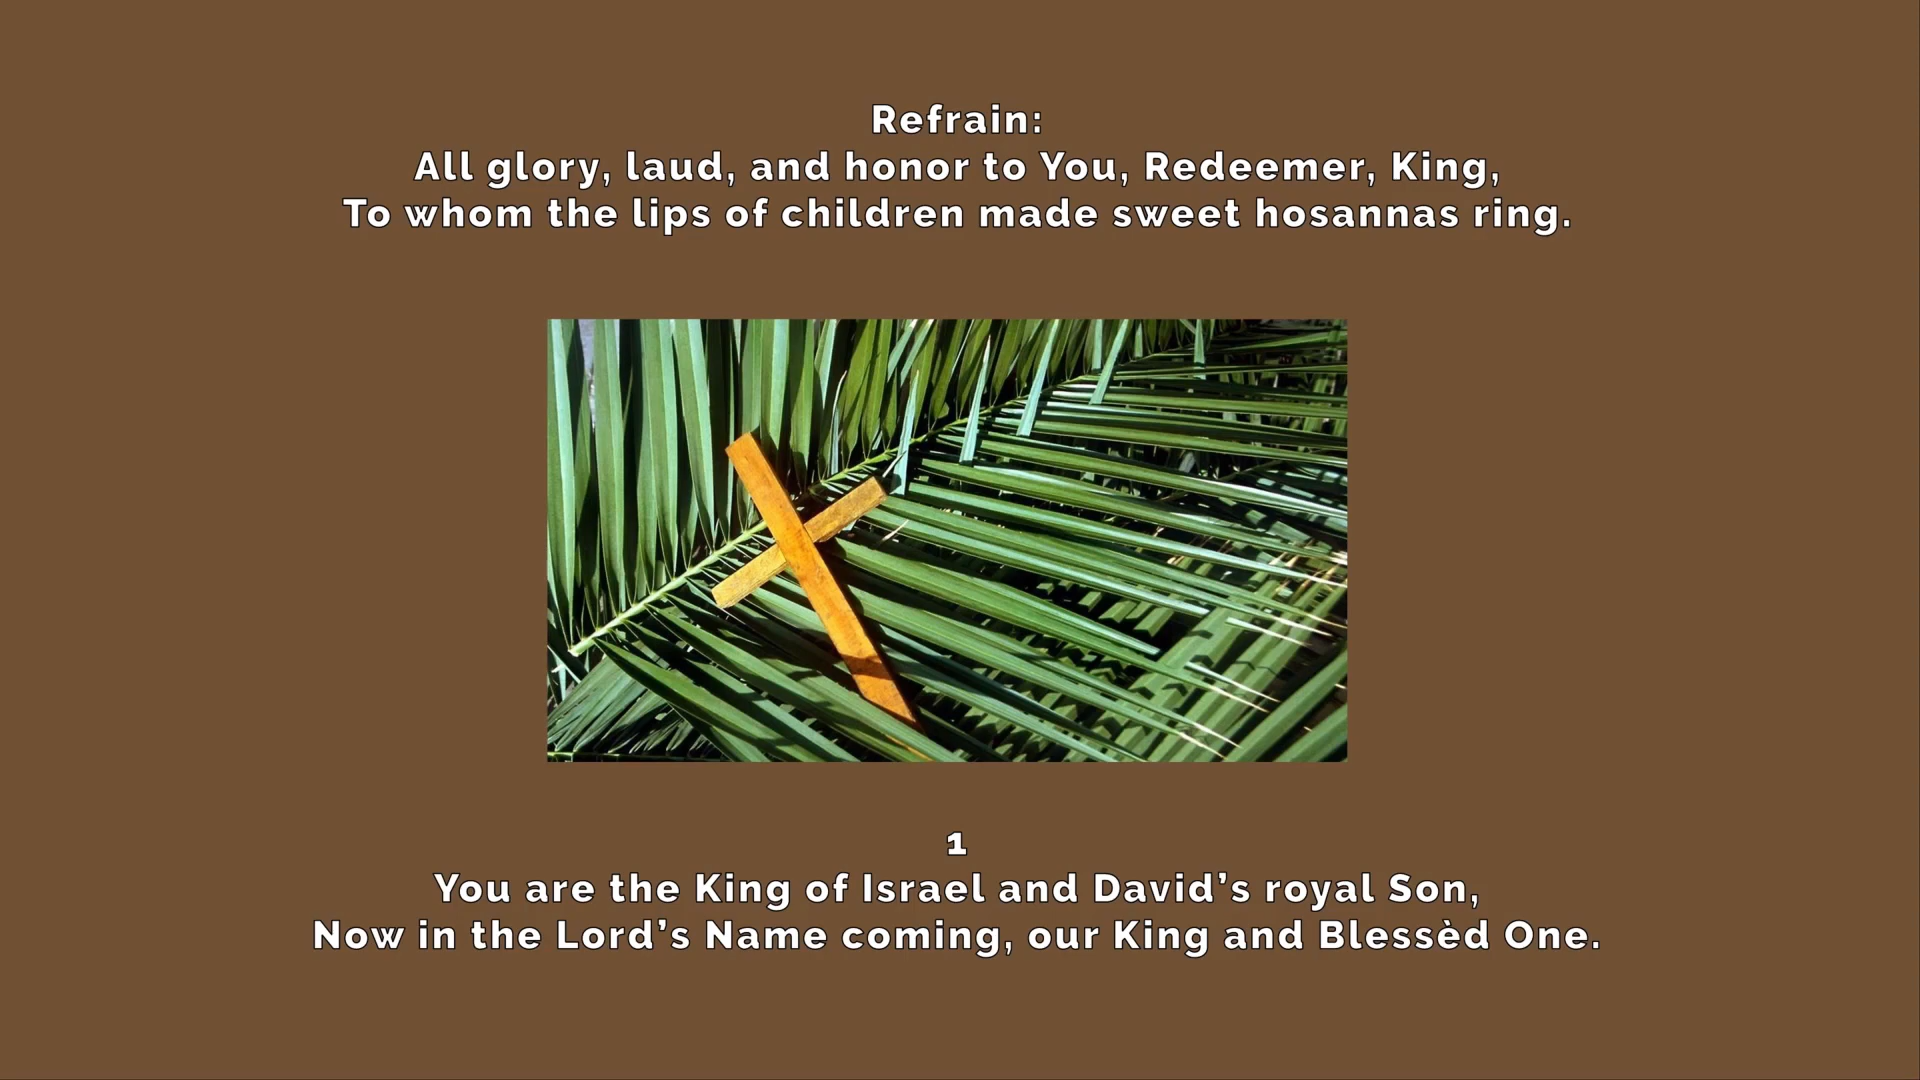 Refrain:
All glory, laud, and honor to You, Redeemer, King,
To whom the lips of children made sweet hosannas ring.
1
You are the King of Israel and David’s royal Son,
Now in the Lord’s Name coming, our King and Blessèd One.